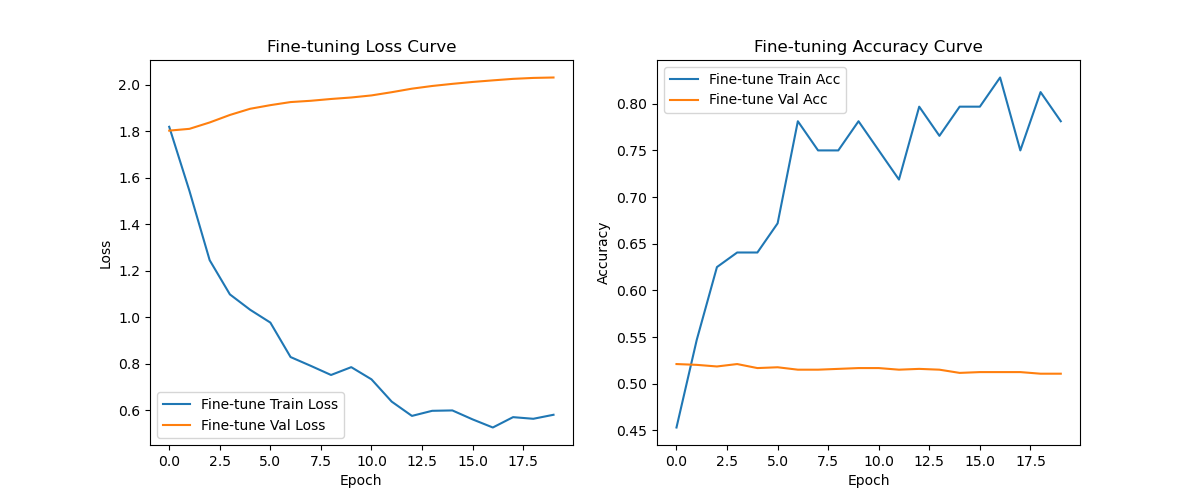 Fine-tuning Loss Curve
2.0
1.8
1.6
1.4
1.2
1.0
0.8
0.6
Loss
Fine-tune Train Loss
Fine-tune Val Loss
0.0 2.5 5.0 7.5 10.0 12.5 15.0 17.5
Epoch
Fine-tuning Accuracy Curve
Fine-tune Train Acc
Fine-tune Val Acc
0.80
0.75
0.70
0.65
0.60
0.55
0.50
0.45
Accuracy
0.0 2.5 5.0 7.5 10.0 12.5 15.0 17.5
Epoch